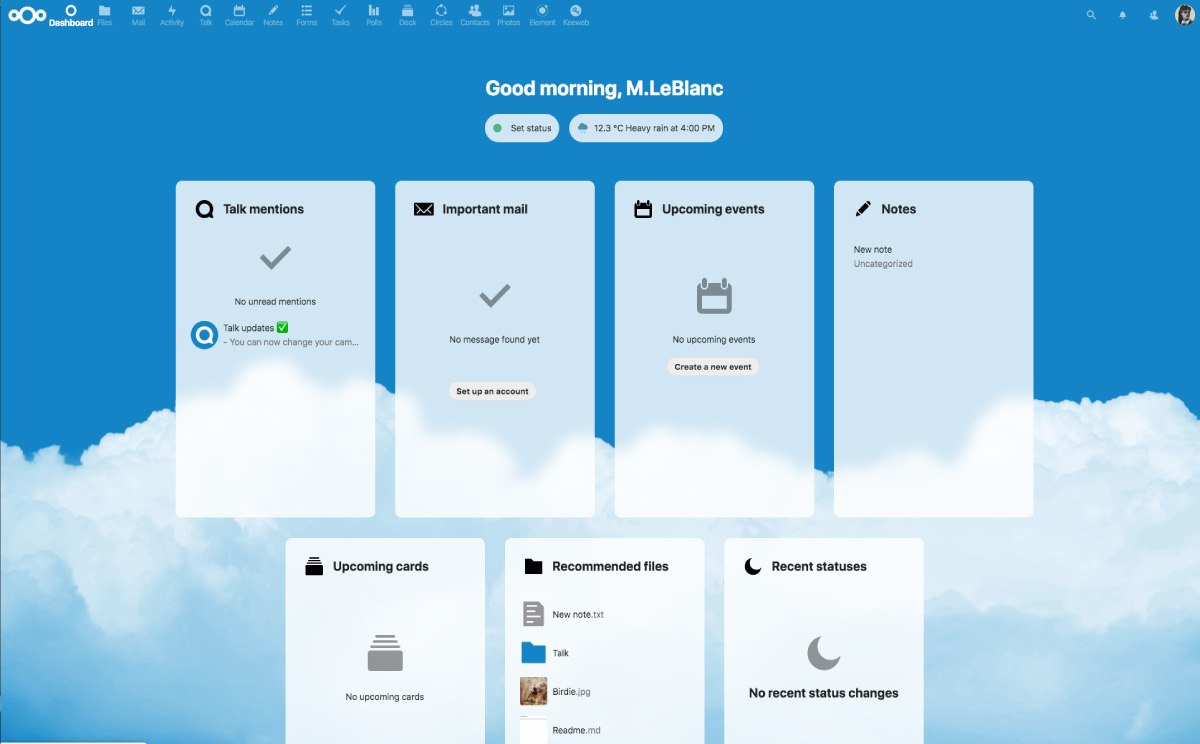 Dashboard
Files
Mail
Activity
Talk
Calendar
Notes
Forms
Tasks
Polls
Deck
Circles
Contacts
Photos
Element
Keeweb
Good morning, M.LeBlanc
Set status
12.3 °C Heavy rain at 4:00 PM
Talk mentions
No unread mentions
Talk updates ✅
- You can now change your cam...
Important mail
No message found yet
Set up an account
Upcoming events
No upcoming events
Create a new event
Notes
New note
Uncategorized
Upcoming cards
No upcoming cards
Recommended files
New note.txt
Talk
Birdie.jpg
Readme.md
Recent statuses
No recent status changes